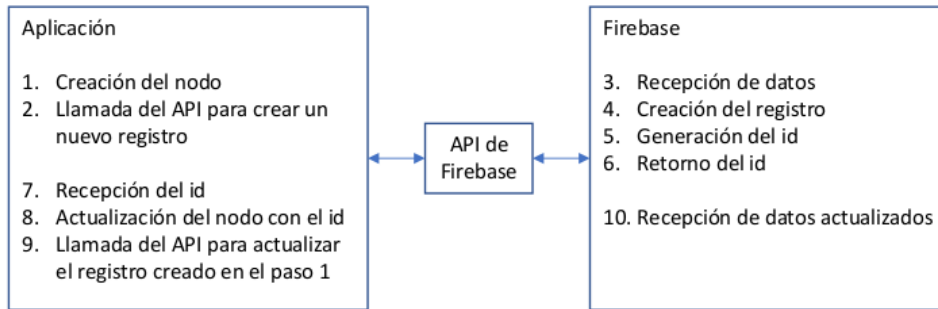 Aplicación
1. Creación del nodo
2. Llamada del API para crear un
nuevo registro
7. Recepción del id
8. Actualización del nodo con el id
9. Llamada del API para actualizar
el registro creado en el paso 1
API de
Firebase
Firebase
3. Recepción de datos
4. Creación del registro
5. Generación del id
6. Retorno del id
10. Recepción de datos actualizados